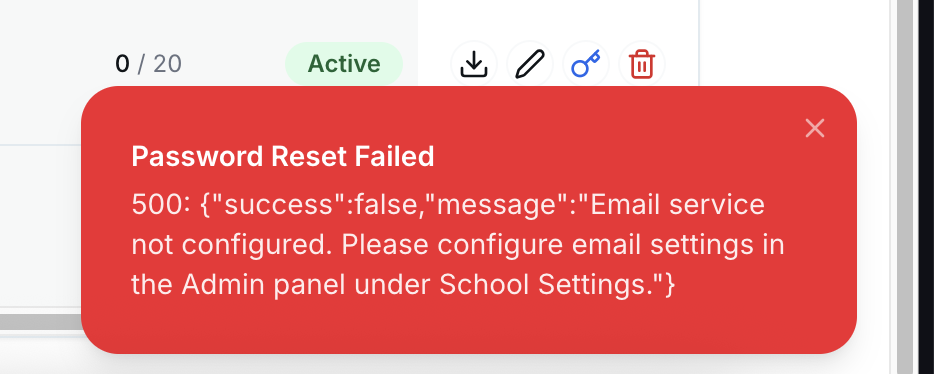 0 / 20 Active
Password Reset Failed
500: {"success":false,"message":"Email service
not configured. Please configure email settings in
the Admin panel under School Settings."}